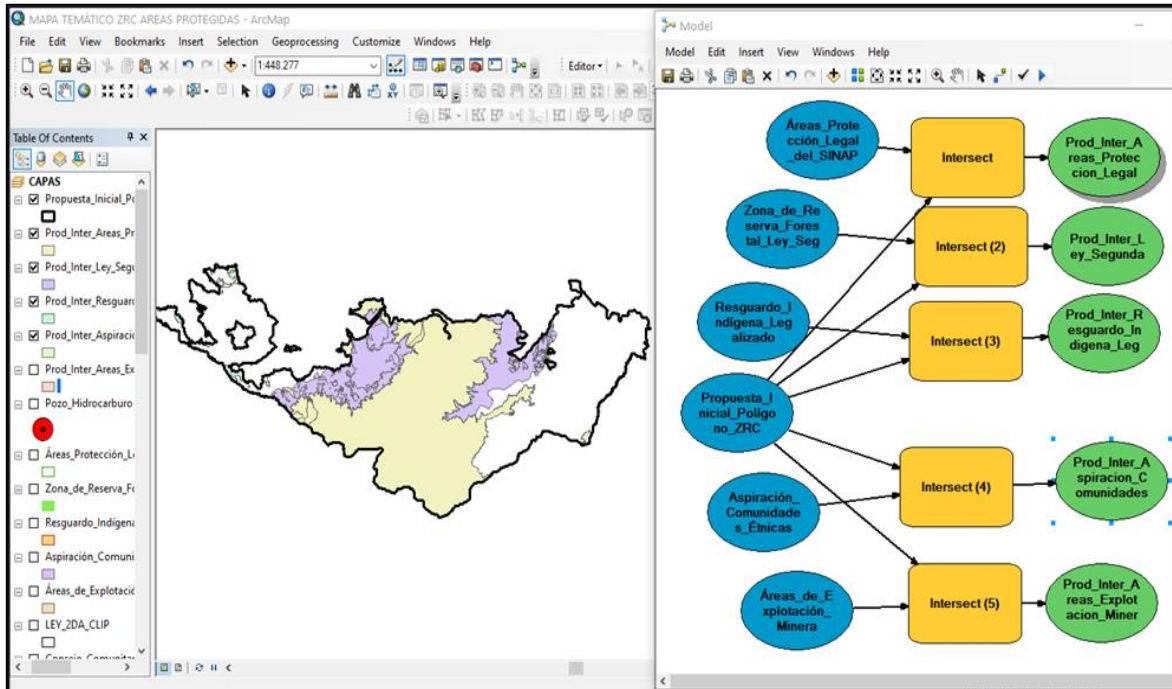 MAPA TEMÁTICO ZRC AREAS PROTEGIDAS - ArcMap
File Edit View Bookmarks Insert Selection Geoprocessing Customize Windows Help
1:448.277
Editor
Table Of Contents
CAPAS
Propuesta_Inicial_Po
Prod_Inter_Areas_Pr
Prod_Inter_Ley_Segu
Prod_Inter_Resguard
Prod_Inter_Aspiració
Prod_Inter_Areas_Ex
Pozo_Hidrocarburo
Áreas_Protección_Le
Zona_de_Reserva_Fo
Resguardo_Indígena
Aspiración_Comuni
Áreas_de_Explotació
LEY_2DA_CLIP
Consejo_Comunita
Model
Model Edit Insert View Windows Help
Áreas_Prote
cción_Legal
_del_SINAP
Intersect
Prod_Inter_A
reas_Protec
cion_Legal
Zona_de_Re
serva_Fores
tal_Ley_Seg
Intersect (2)
Prod_Inter_L
ey_Segunda
Resguardo_I
ndígena_Leg
alizado
Intersect (3)
Prod_Inter_R
esguardo_In
digena_Leg
Propuesta_I
nicial_Polígo
no_ZRC
Intersect (4)
Prod_Inter_A
spiracion_C
omunidades
Aspiración_
Comunidade
s_Étnicas
Áreas_de_E
xplotación_
Minera
Intersect (5)
Prod_Inter_A
reas_Explot
acion_Miner